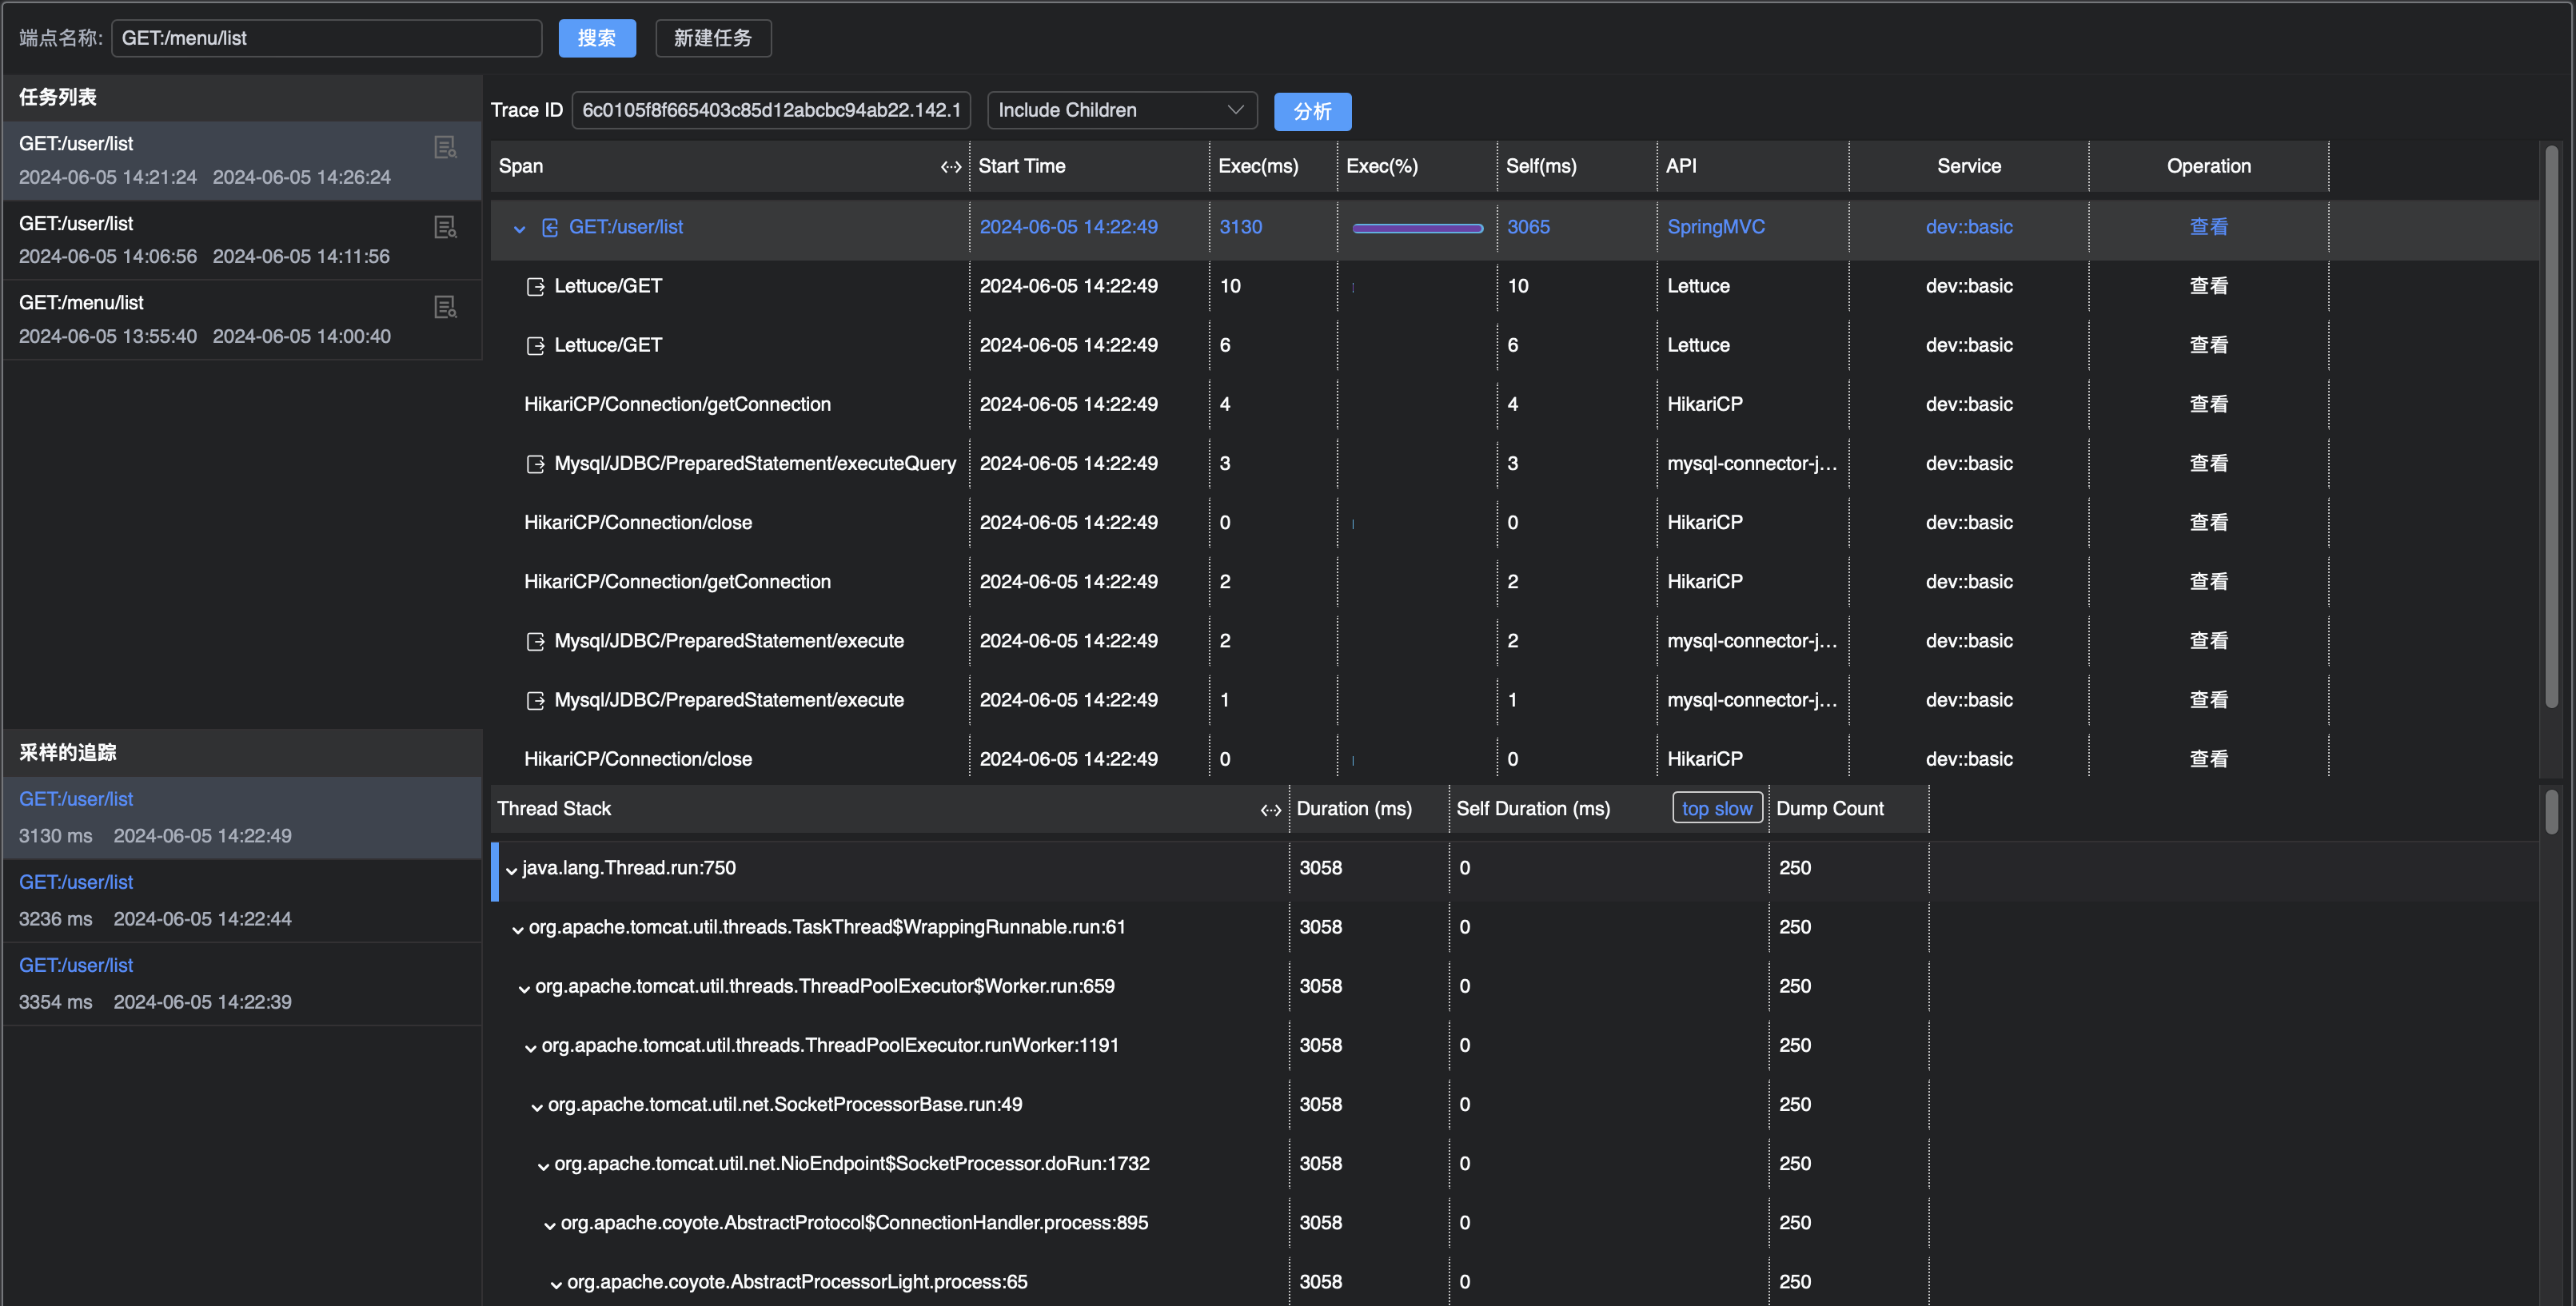 端点名称: GET:/menu/list 搜索 新建任务
任务列表
GET:/user/list
2024-06-05 14:21:24 2024-06-05 14:26:24
GET:/user/list
2024-06-05 14:06:56 2024-06-05 14:11:56
GET:/menu/list
2024-06-05 13:55:40 2024-06-05 14:00:40
采样的追踪
GET:/user/list
3130 ms 2024-06-05 14:22:49
GET:/user/list
3236 ms 2024-06-05 14:22:44
GET:/user/list
3354 ms 2024-06-05 14:22:39
Trace ID 6c0105f8f665403c85d12abcbc94ab22.142.1 Include Children 分析
Span Start Time Exec(ms) Exec(%) Self(ms) API Service Operation
GET:/user/list 2024-06-05 14:22:49 3130 3065 SpringMVC dev::basic 查看
Lettuce/GET 2024-06-05 14:22:49 10 10 Lettuce dev::basic 查看
Lettuce/GET 2024-06-05 14:22:49 6 6 Lettuce dev::basic 查看
HikariCP/Connection/getConnection 2024-06-05 14:22:49 4 4 HikariCP dev::basic 查看
Mysql/JDBC/PreparedStatement/executeQuery 2024-06-05 14:22:49 3 3 mysql-connector-j... dev::basic 查看
HikariCP/Connection/close 2024-06-05 14:22:49 0 0 HikariCP dev::basic 查看
HikariCP/Connection/getConnection 2024-06-05 14:22:49 2 2 HikariCP dev::basic 查看
Mysql/JDBC/PreparedStatement/execute 2024-06-05 14:22:49 2 2 mysql-connector-j... dev::basic 查看
Mysql/JDBC/PreparedStatement/execute 2024-06-05 14:22:49 1 1 mysql-connector-j... dev::basic 查看
HikariCP/Connection/close 2024-06-05 14:22:49 0 0 HikariCP dev::basic 查看
Thread Stack Duration (ms) Self Duration (ms) top slow Dump Count
java.lang.Thread.run:750 3058 0 250
org.apache.tomcat.util.threads.TaskThread$WrappingRunnable.run:61 3058 0 250
org.apache.tomcat.util.threads.ThreadPoolExecutor$Worker.run:659 3058 0 250
org.apache.tomcat.util.threads.ThreadPoolExecutor.runWorker:1191 3058 0 250
org.apache.tomcat.util.net.SocketProcessorBase.run:49 3058 0 250
org.apache.tomcat.util.net.NioEndpoint$SocketProcessor.doRun:1732 3058 0 250
org.apache.coyote.AbstractProtocol$ConnectionHandler.process:895 3058 0 250
org.apache.coyote.AbstractProcessorLight.process:65 3058 0 250